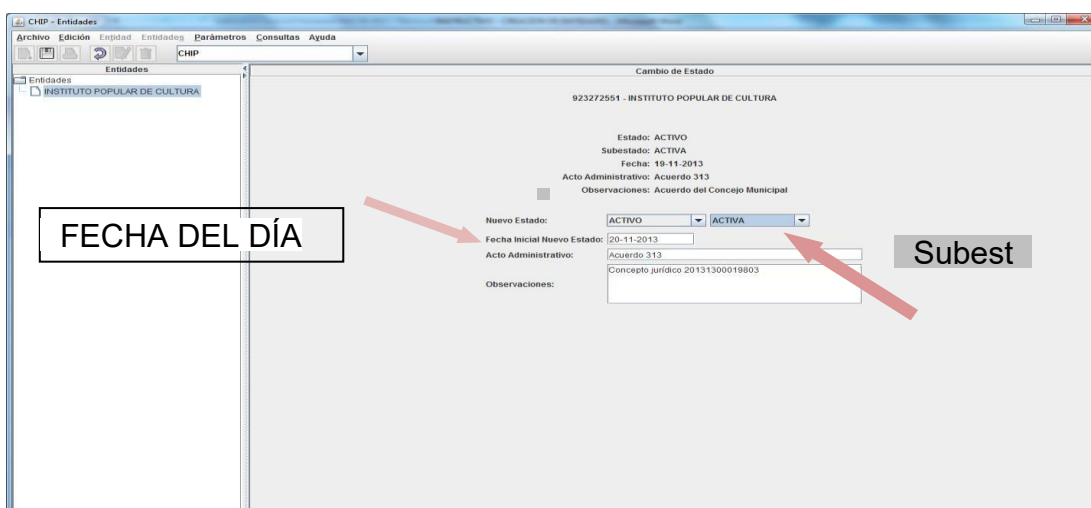 CHIP - Entidades
Archivo Edición Entidad Entidades Parámetros Consultas Ayuda
CHIP
Entidades
Entidades
INSTITUTO POPULAR DE CULTURA
Cambio de Estado
923272551 - INSTITUTO POPULAR DE CULTURA
Estado: ACTIVO
Subestado: ACTIVA
Fecha: 19-11-2013
Acto Administrativo: Acuerdo 313
Observaciones: Acuerdo del Concejo Municipal
Nuevo Estado: ACTIVO ACTIVA
Fecha Inicial Nuevo Estado: 20-11-2013
Acto Administrativo: Acuerdo 313
Observaciones: Concepto jurídico 20131300019803
FECHA DEL DÍA
Subest